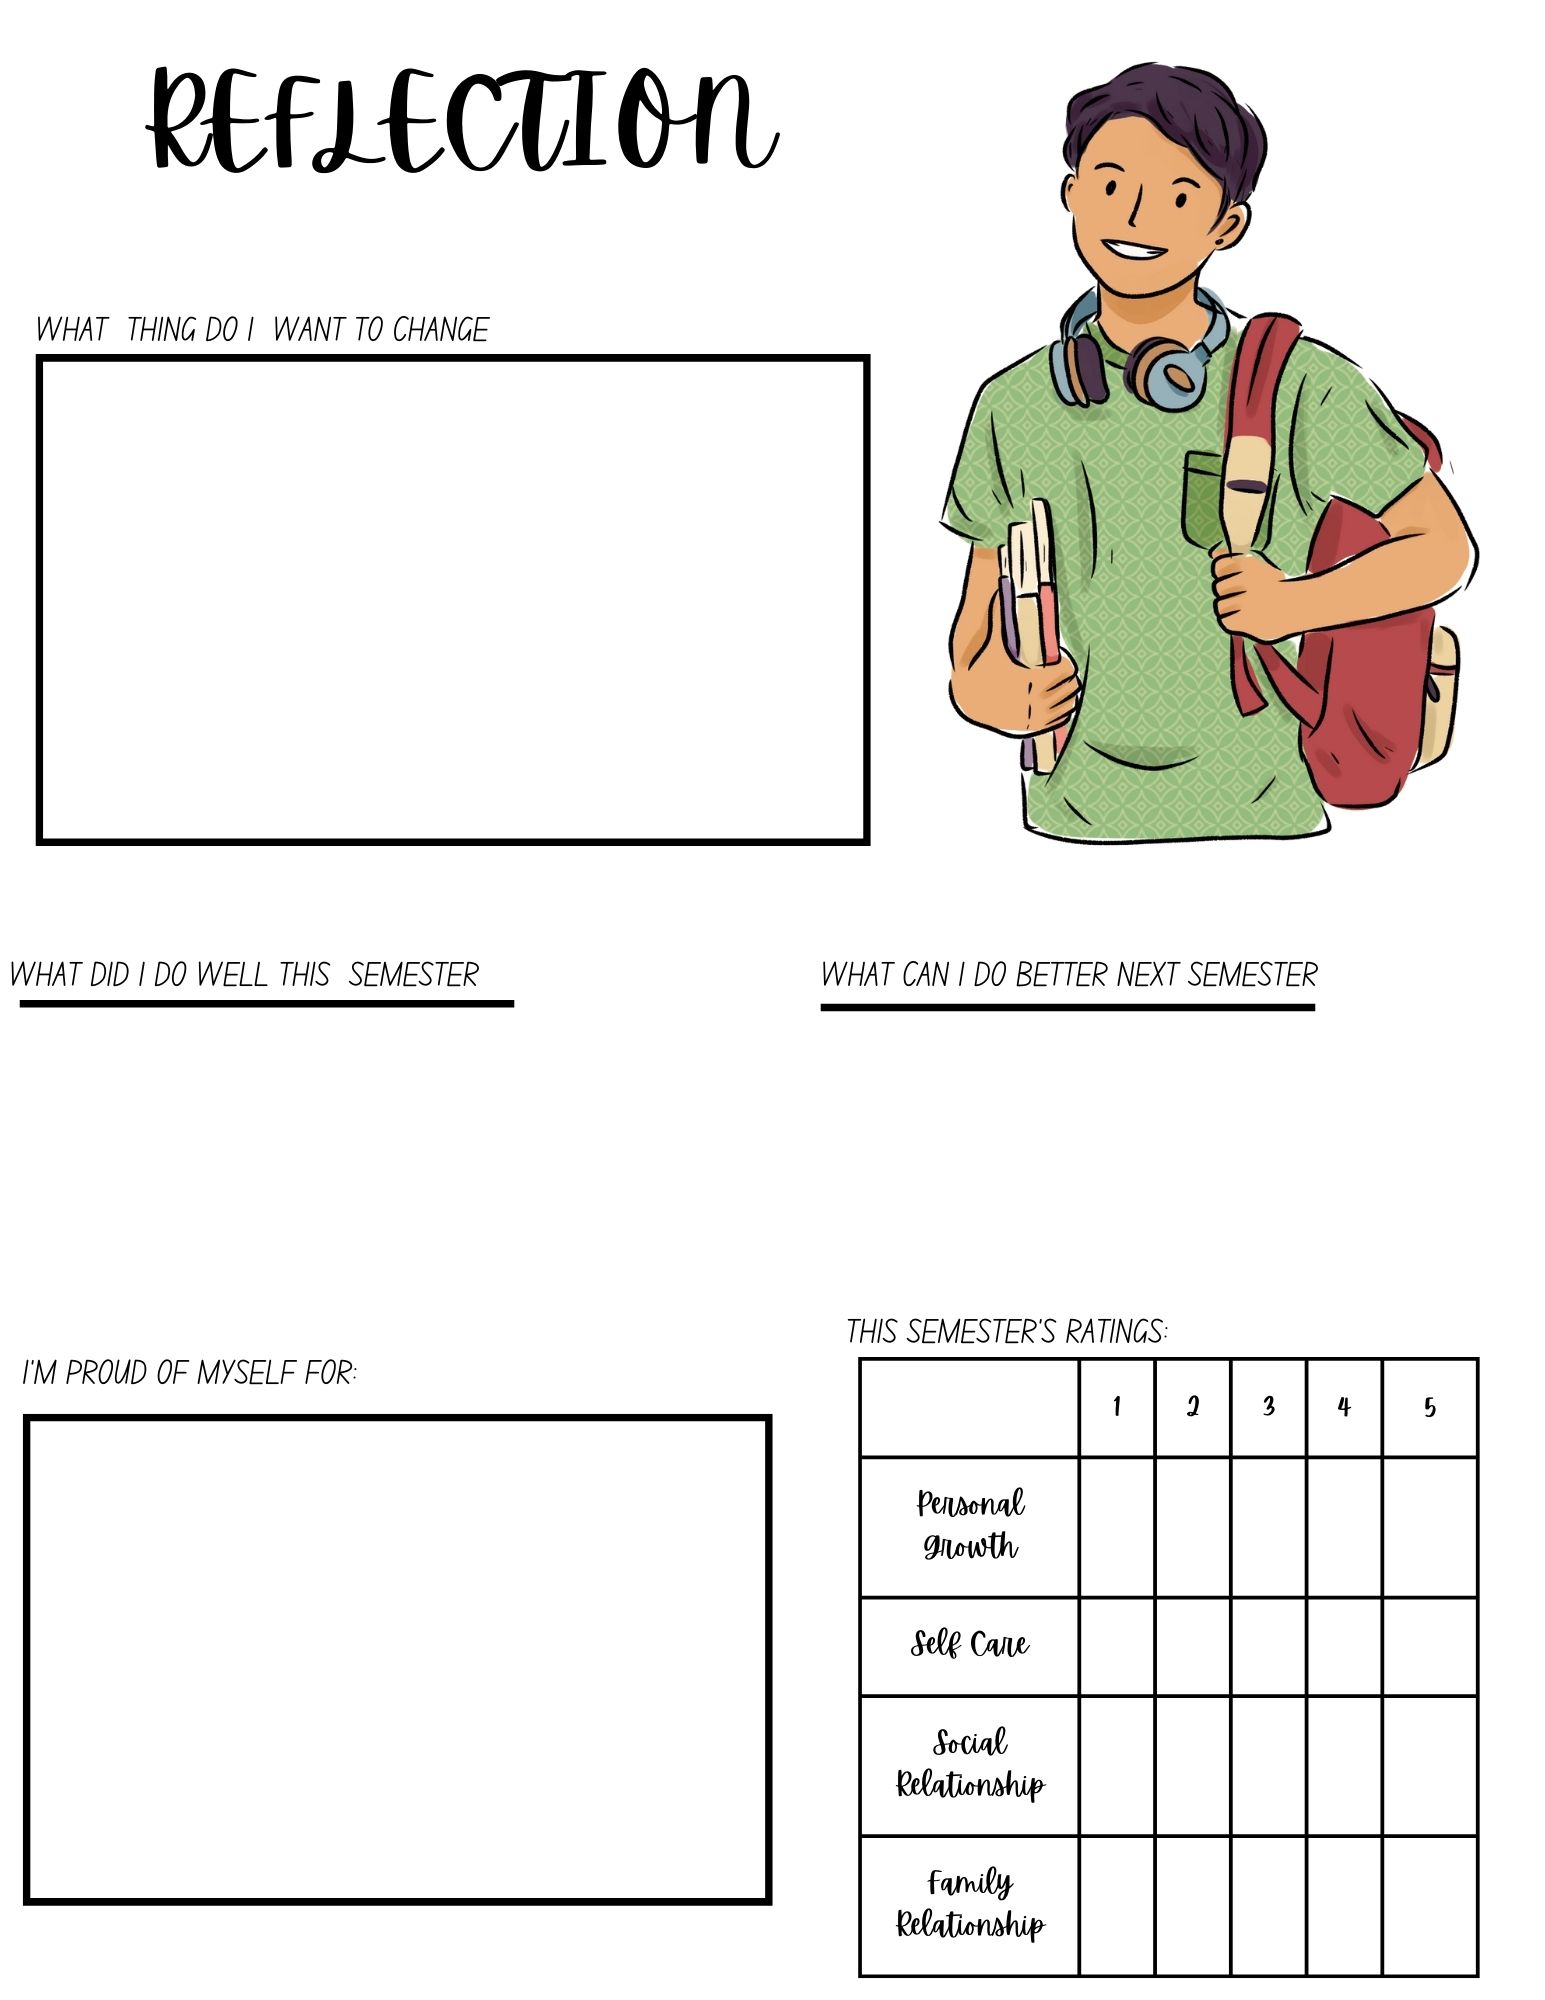 REFLECTION
WHAT THING DO I WANT TO CHANGE
WHAT DID I DO WELL THIS SEMESTER
WHAT CAN I DO BETTER NEXT SEMESTER
I'M PROUD OF MYSELF FOR:
THIS SEMESTER'S RATINGS:
1 2 3 4 5
Personal
Growth
Self Care
Social
Relationship
Family
Relationship